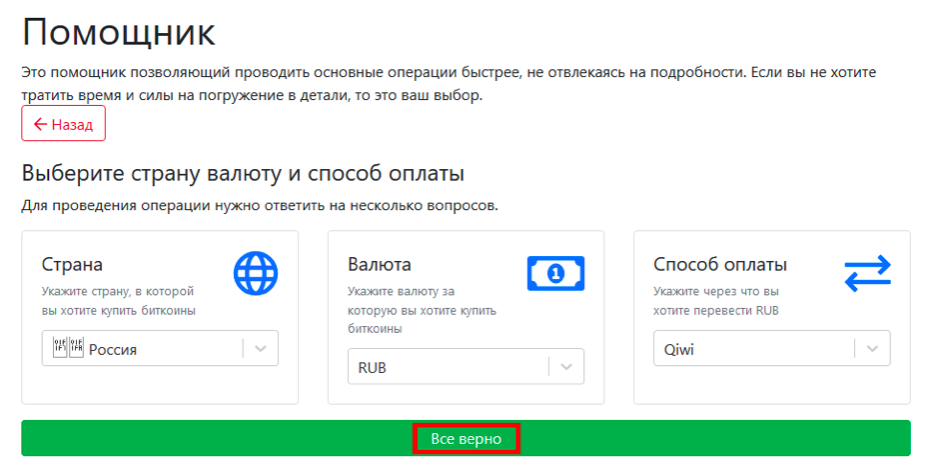 Помощник
Это помощник позволяющий проводить основные операции быстрее, не отвлекаясь на подробности. Если вы не хотите
тратить время и силы на погружение в детали, то это ваш выбор.
← Назад
Выберите страну валюту и способ оплаты
Для проведения операции нужно ответить на несколько вопросов.
Страна
Укажите страну, в которой
вы хотите купить биткоины
Россия
Валюта
Укажите валюту за
которую вы хотите купить
биткоины
RUB
Способ оплаты
Укажите через что вы
хотите перевести RUB
Qiwi
Все верно